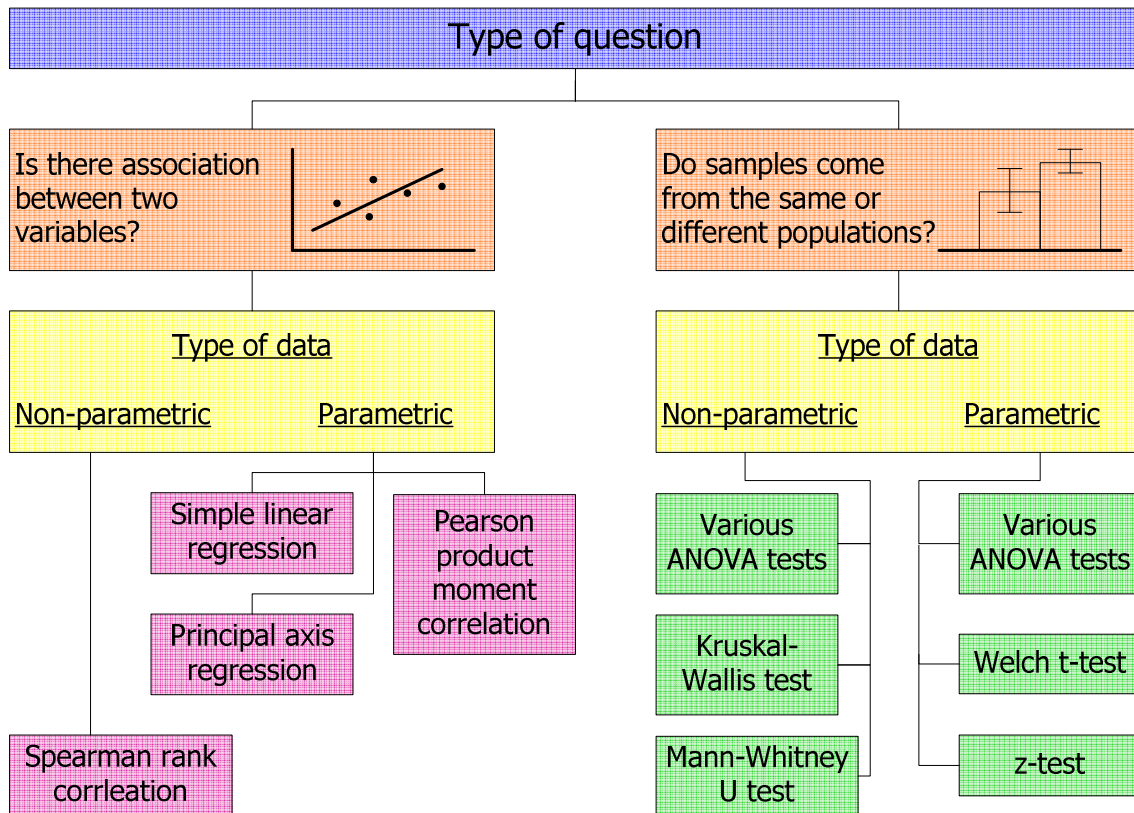 Type of question
Is there association
between two
variables?
Do samples come
from the same or
different populations?
Type of data
Non-parametric
Parametric
Type of data
Non-parametric
Parametric
Simple linear
regression
Pearson
product
moment
correlation
Principal axis
regression
Spearman rank
corrleation
Various
ANOVA tests
Kruskal-
Wallis test
Mann-Whitney
U test
Various
ANOVA tests
Welch t-test
z-test